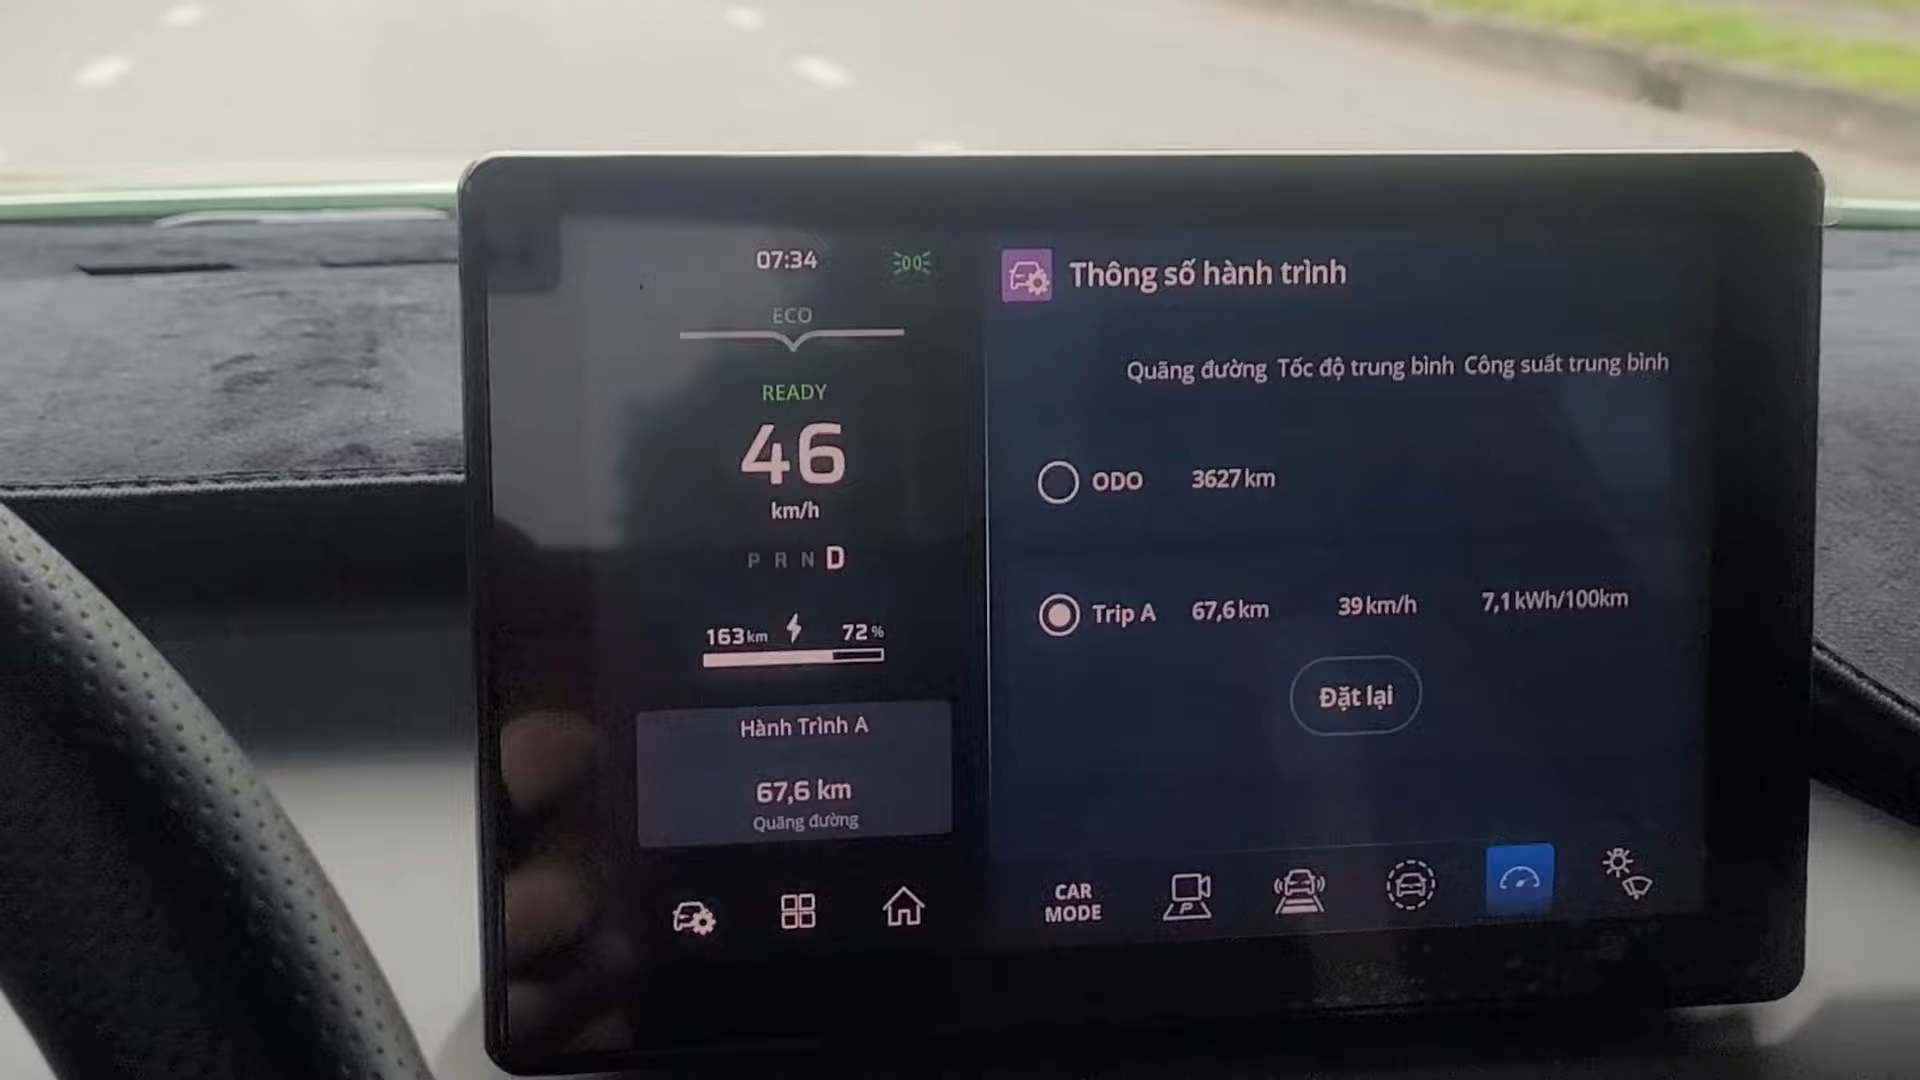 07:34
ECO
READY
46
km/h
P R N D
163 km 72 %
Hành Trình A
67,6 km
Quãng đường
Thông số hành trình
Quãng đường Tốc độ trung bình Công suất trung bình
ODO 3627 km
Trip A 67,6 km 39 km/h 7,1 kWh/100km
Đặt lại
CAR
MODE
P